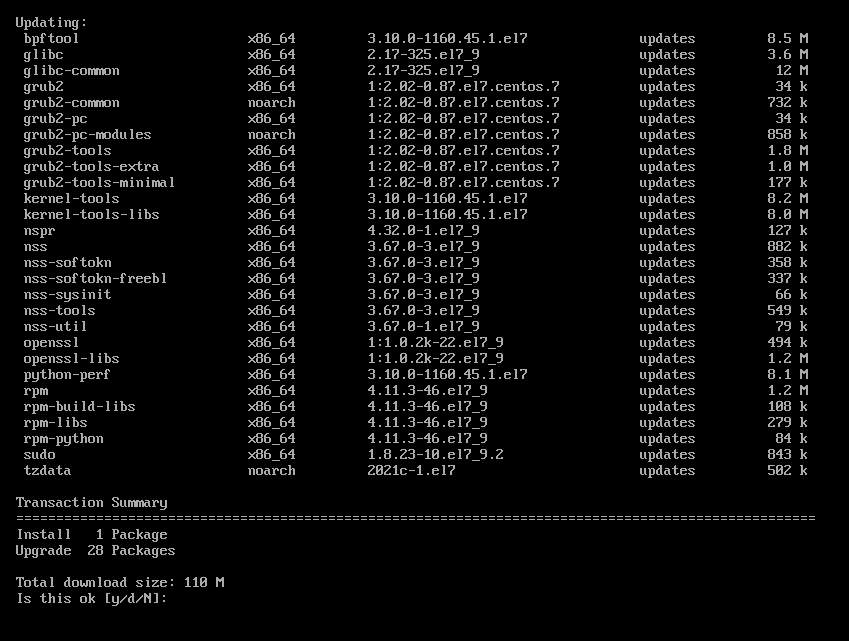 Updating:
 bpftool x86_64 3.10.0-1160.45.1.el7 updates 8.5 M
 glibc x86_64 2.17-325.el7_9 updates 3.6 M
 glibc-common x86_64 2.17-325.el7_9 updates 12 M
 grub2 x86_64 1:2.02-0.87.el7.centos.7 updates 34 k
 grub2-common noarch 1:2.02-0.87.el7.centos.7 updates 732 k
 grub2-pc x86_64 1:2.02-0.87.el7.centos.7 updates 34 k
 grub2-pc-modules noarch 1:2.02-0.87.el7.centos.7 updates 858 k
 grub2-tools x86_64 1:2.02-0.87.el7.centos.7 updates 1.8 M
 grub2-tools-extra x86_64 1:2.02-0.87.el7.centos.7 updates 1.0 M
 grub2-tools-minimal x86_64 1:2.02-0.87.el7.centos.7 updates 177 k
 kernel-tools x86_64 3.10.0-1160.45.1.el7 updates 8.2 M
 kernel-tools-libs x86_64 3.10.0-1160.45.1.el7 updates 8.0 M
 nspr x86_64 4.32.0-1.el7_9 updates 127 k
 nss x86_64 3.67.0-3.el7_9 updates 882 k
 nss-softokn x86_64 3.67.0-3.el7_9 updates 358 k
 nss-softokn-freebl x86_64 3.67.0-3.el7_9 updates 337 k
 nss-sysinit x86_64 3.67.0-3.el7_9 updates 66 k
 nss-tools x86_64 3.67.0-3.el7_9 updates 549 k
 nss-util x86_64 3.67.0-1.el7_9 updates 79 k
 openssl x86_64 1:1.0.2k-22.el7_9 updates 494 k
 openssl-libs x86_64 1:1.0.2k-22.el7_9 updates 1.2 M
 python-perf x86_64 3.10.0-1160.45.1.el7 updates 8.1 M
 rpm x86_64 4.11.3-46.el7_9 updates 1.2 M
 rpm-build-libs x86_64 4.11.3-46.el7_9 updates 108 k
 rpm-libs x86_64 4.11.3-46.el7_9 updates 279 k
 rpm-python x86_64 4.11.3-46.el7_9 updates 84 k
 sudo x86_64 1.8.23-10.el7_9.2 updates 843 k
 tzdata noarch 2021c-1.el7 updates 502 k
Transaction Summary
====================================================================================================
Install   1 Package
Upgrade  28 Packages
Total download size: 110 M
Is this ok [y/d/N]: